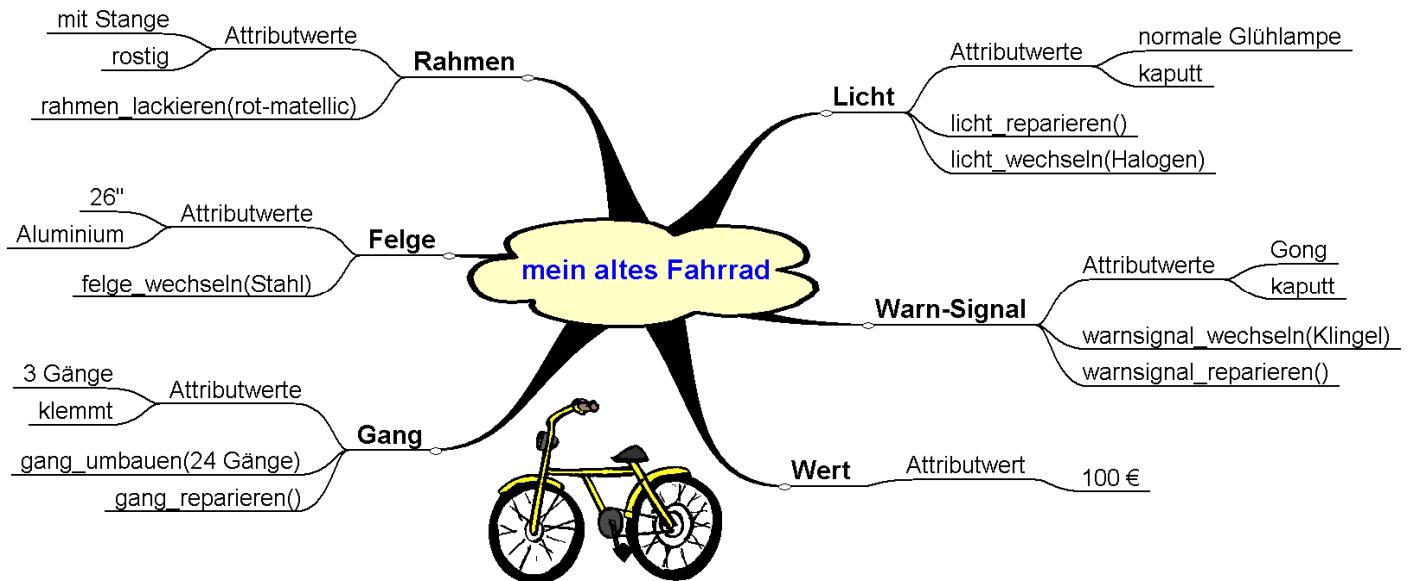 mein altes Fahrrad
Rahmen
Attributwerte
mit Stange
rostig
rahmen_lackieren(rot-matellic)
Felge
Attributwerte
26"
Aluminium
felge_wechseln(Stahl)
Gang
Attributwerte
3 Gänge
klemmt
gang_umbauen(24 Gänge)
gang_reparieren()
Licht
Attributwerte
normale Glühlampe
kaputt
licht_reparieren()
licht_wechseln(Halogen)
Warn-Signal
Attributwerte
Gong
kaputt
warnsignal_wechseln(Klingel)
warnsignal_reparieren()
Wert
Attributwert
100 €